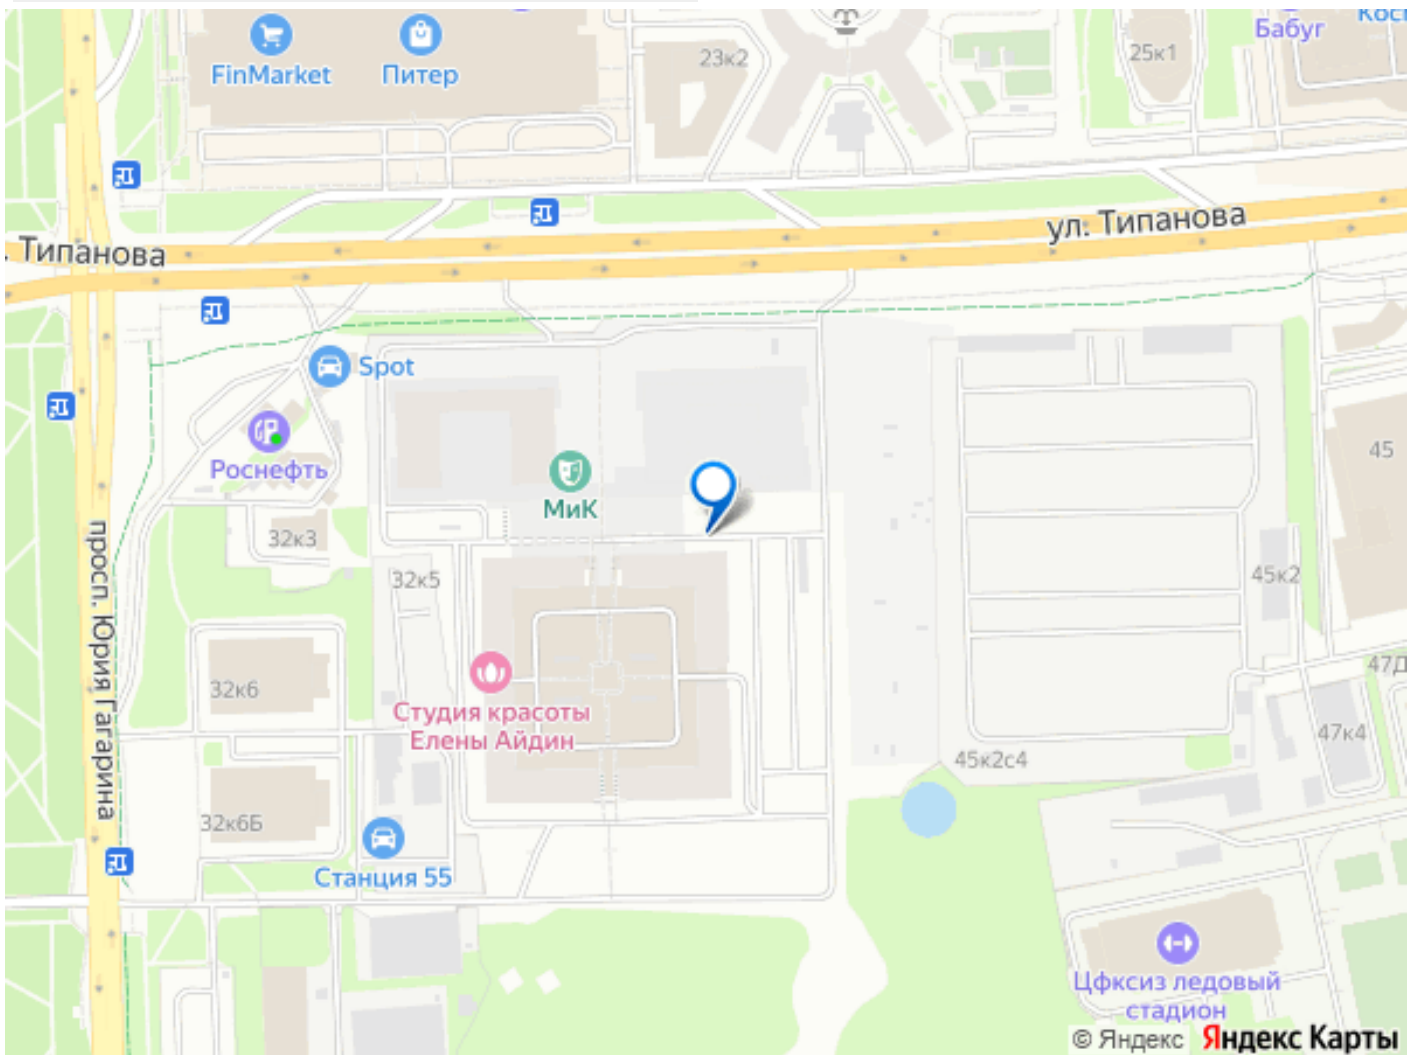 FinMarket
Питер
23к2
25к1
Бабуг
ул. Типанова
Типанова
Spot
Роснефть
МиК
45
32к3
32к5
45к2
просп. Юрия Гагарина
32к6
Студия красоты
Елены Айдин
47Д
47к4
45к2с4
32к6Б
Станция 55
Цфксиз ледовый
стадион
© Яндекс Яндекс Карты